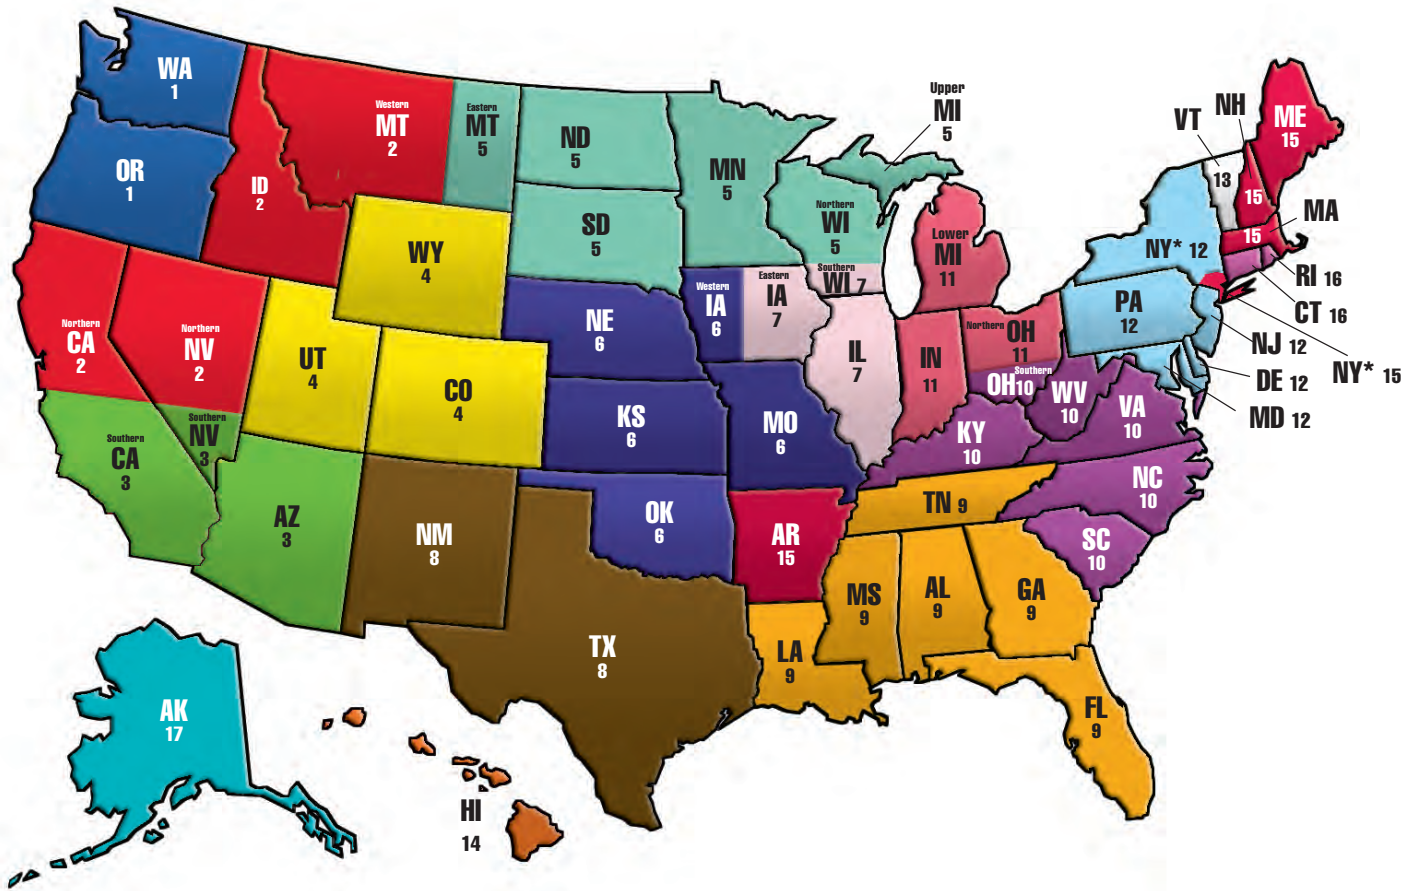 WA
1
OR
1
Western
MT
2
Eastern
MT
5
ID
2
ND
5
SD
5
MN
5
Upper
MI
5
Northern
WI
5
Southern
WI 7
Lower
MI
11
WY
4
Northern
CA
2
Northern
NV
2
UT
4
CO
4
NE
6
Western
IA
6
Eastern
IA
7
IL
7
IN
11
Northern OH
11
Southern
OH10
WV
10
VA
10
KY
10
NC
10
SC
10
TN 9
KS
6
MO
6
Southern
CA
3
Southern
NV
3
AZ
3
NM
8
OK
6
AR
15
TX
8
LA
9
MS
9
AL
9
GA
9
FL
9
VT
13
NH
15
ME
15
MA
15
NY* 12
PA
12
RI 16
CT 16
NJ 12
NY* 15
DE 12
MD 12
AK
17
HI
14